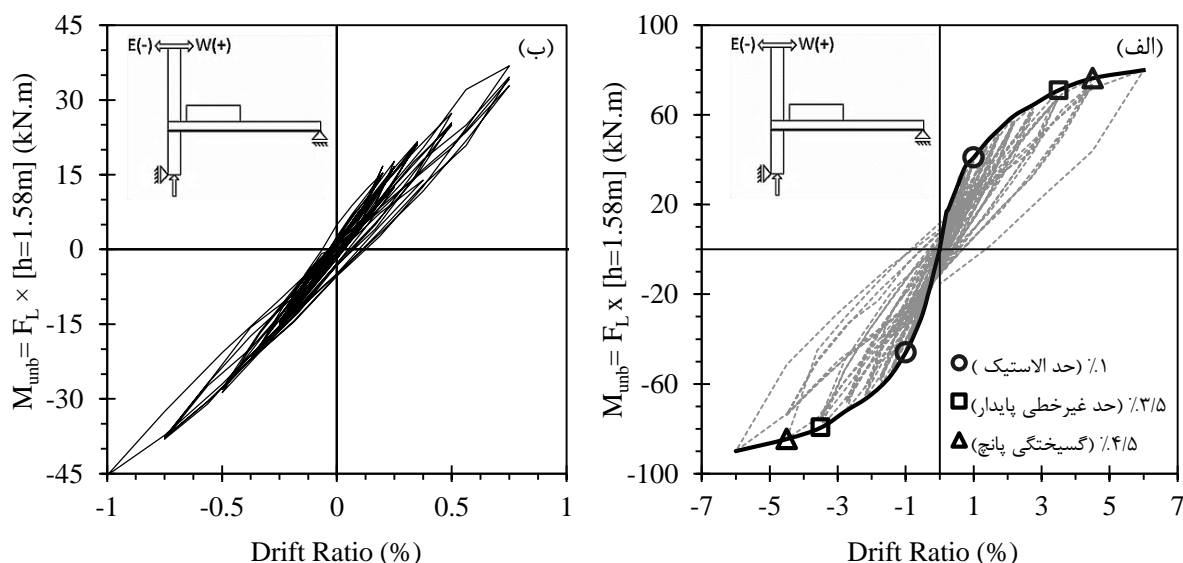 45
30
15
0
-15
-30
-45
-1
-0.5
0
0.5
1
M_unb= F_L × [h=1.58m] (kN.m)
Drift Ratio (%)
E(-) W(+)
(ب)
100
60
20
-20
-60
-100
-7
-5
-3
-1
1
3
5
7
M_unb= F_L x [h=1.58m] (kN.m)
Drift Ratio (%)
E(-) W(+)
(الف)
٪۱ (حد الاستیک)
٪۳/۵ (حد غیرخطی پایدار)
٪۴/۵ (گسیختگی پانچ)